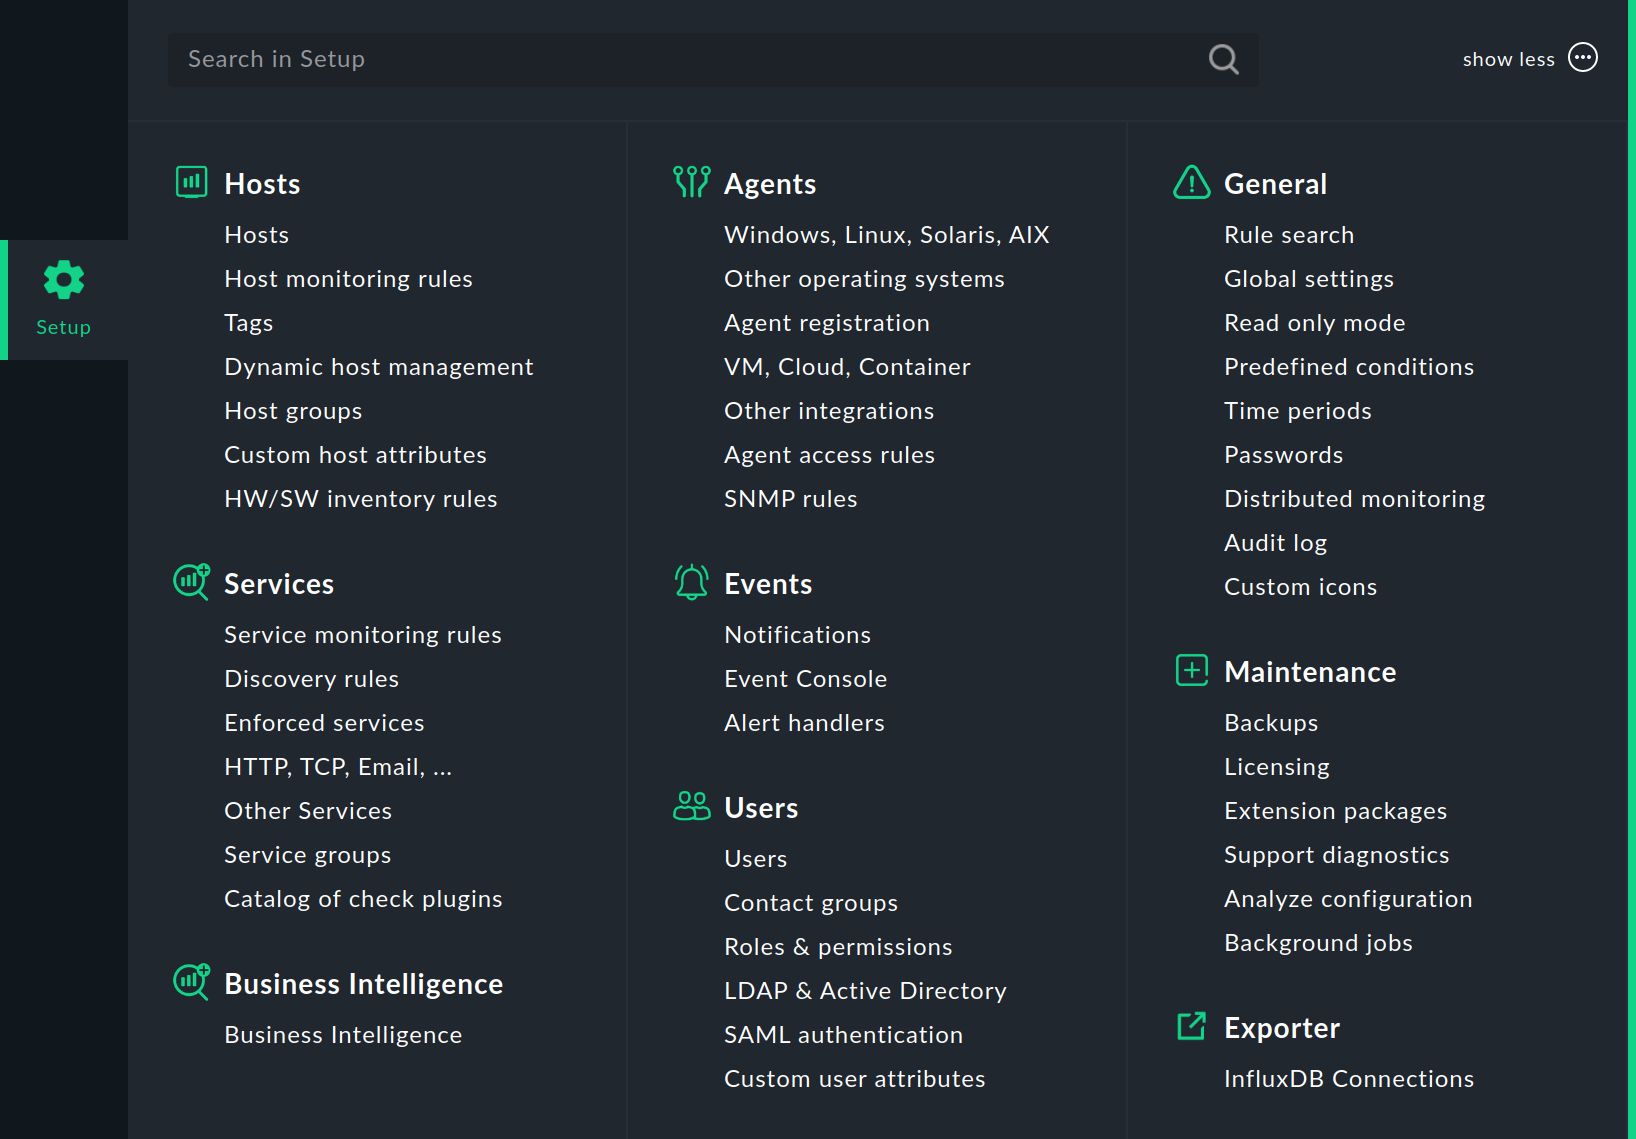 Search in Setup
show less
Setup
Hosts
Hosts
Host monitoring rules
Tags
Dynamic host management
Host groups
Custom host attributes
HW/SW inventory rules
Services
Service monitoring rules
Discovery rules
Enforced services
HTTP, TCP, Email, ...
Other Services
Service groups
Catalog of check plugins
Business Intelligence
Business Intelligence
Agents
Windows, Linux, Solaris, AIX
Other operating systems
Agent registration
VM, Cloud, Container
Other integrations
Agent access rules
SNMP rules
Events
Notifications
Event Console
Alert handlers
Users
Users
Contact groups
Roles & permissions
LDAP & Active Directory
SAML authentication
Custom user attributes
General
Rule search
Global settings
Read only mode
Predefined conditions
Time periods
Passwords
Distributed monitoring
Audit log
Custom icons
Maintenance
Backups
Licensing
Extension packages
Support diagnostics
Analyze configuration
Background jobs
Exporter
InfluxDB Connections